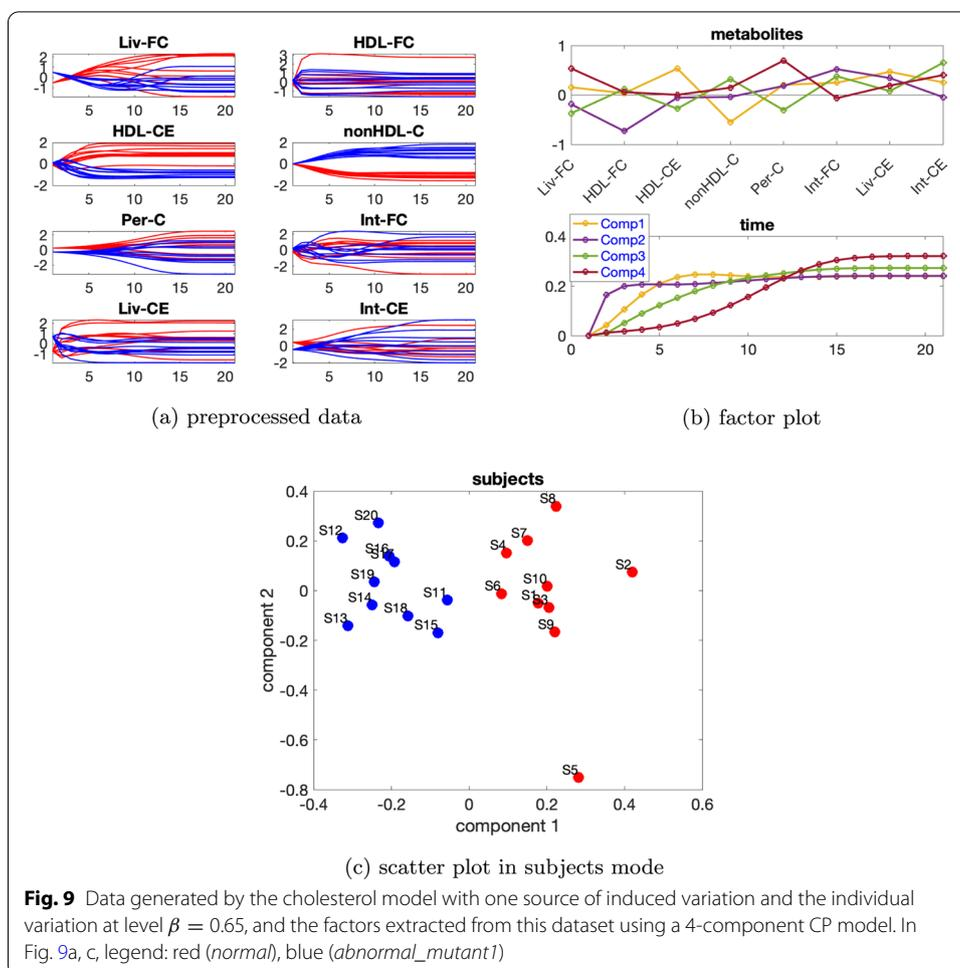 Liv-FC
2
1
0
-1
5 10 15 20
HDL-FC
3
2
1
0
-1
5 10 15 20
HDL-CE
2
0
-2
5 10 15 20
nonHDL-C
2
0
-2
5 10 15 20
Per-C
2
0
-2
5 10 15 20
Int-FC
2
0
-2
5 10 15 20
Liv-CE
2
1
0
-1
5 10 15 20
Int-CE
2
0
-2
5 10 15 20
(a) preprocessed data
metabolites
1
0
-1
Liv-FC HDL-FC HDL-CE nonHDL-C Per-C Int-FC Liv-CE Int-CE
time
0.4
0.2
0
Comp1
Comp2
Comp3
Comp4
0 5 10 15 20
(b) factor plot
subjects
component 2
0.4
0.2
0
-0.2
-0.4
-0.6
-0.8
S8
S20
S12
S7
S16
S17
S4
S2
S19
S10
S6
S11
S1
S3
S14
S18
S13
S15
S9
S5
-0.4 -0.2 0 0.2 0.4 0.6
component 1
(c) scatter plot in subjects mode
Fig. 9 Data generated by the cholesterol model with one source of induced variation and the individual
variation at level β = 0.65, and the factors extracted from this dataset using a 4-component CP model. In
Fig. 9a, c, legend: red (normal), blue (abnormal_mutant1)